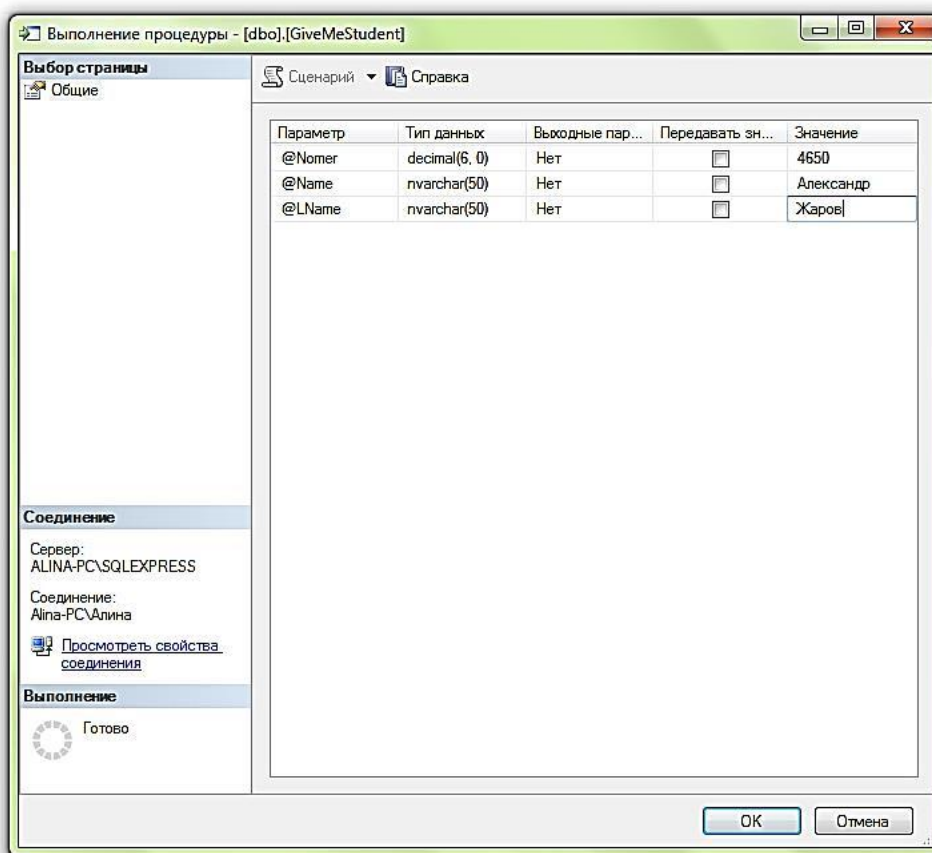 Выполнение процедуры - [dbo].[GiveMeStudent]
Выбор страницы
Общие
Сценарий Справка
Параметр Тип данных Выходные пар... Передавать зн... Значение
@Nomer decimal(6, 0) Нет 4650
@Name nvarchar(50) Нет Александр
@LName nvarchar(50) Нет Жаров
Соединение
Сервер:
ALINA-PC\SQLEXPRESS
Соединение:
Alina-PC\Алина
Просмотреть свойства
соединения
Выполнение
Готово
OK Отмена